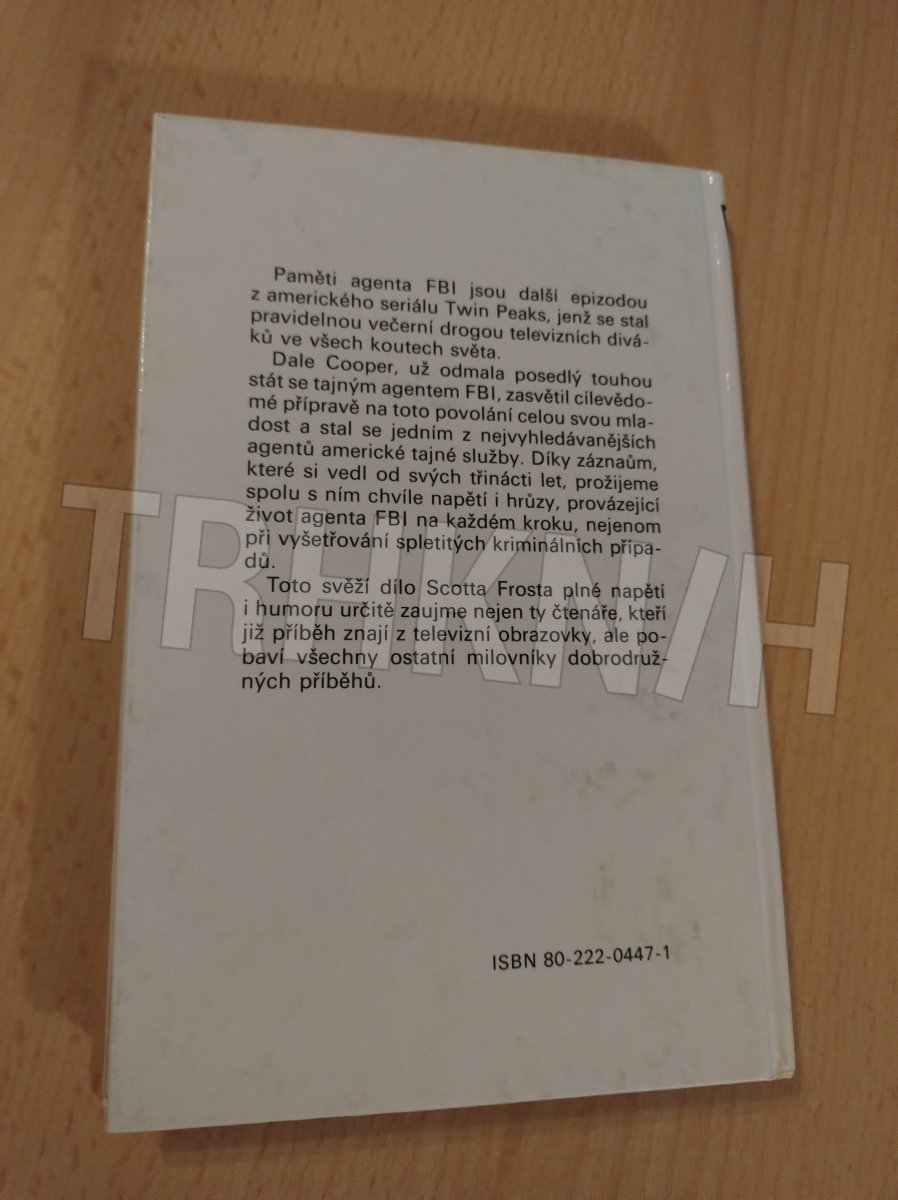 Paměti agenta FBI jsou další epizodou
z amerického seriálu Twin Peaks, jenž se stal
pravidelnou večerní drogou televizních divá-
ků ve všech koutech světa.
Dale Cooper, už odmala posedlý touhou
stát se tajným agentem FBI, zasvětil cílevědo-
mé přípravě na toto povolání celou svou mla-
dost a stal se jedním z nejvyhledávanějších
agentů americké tajné služby. Díky záznaům,
které si vedl od svých třinácti let, prožijeme
spolu s ním chvíle napětí i hrůzy, provázející
život agenta FBI na každém kroku, nejenom
při vyšetřování spletitých kriminálních přípa-
dů.
Toto svěží dílo Scotta Frosta plné napětí
i humoru určitě zaujme nejen ty čtenáře, kteří
již příběh znají z televizní obrazovky, ale po-
baví všechny ostatní milovníky dobrodruž-
ných příběhů.
TRHKNIH
ISBN 80-222-0447-1